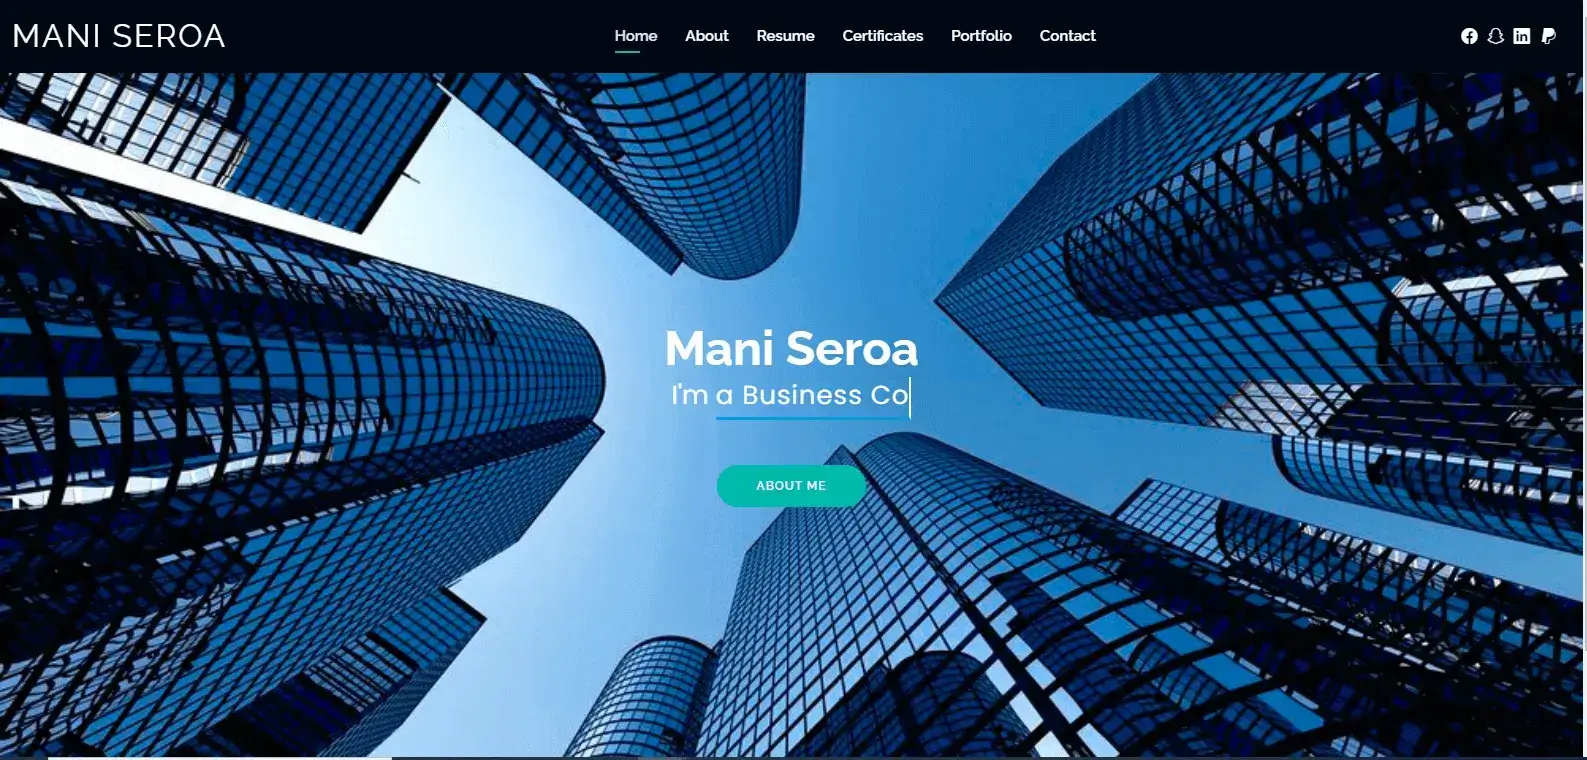 MANI SEROA
Home About Resume Certificates Portfolio Contact
Mani Seroa
I'm a Business Co
ABOUT ME